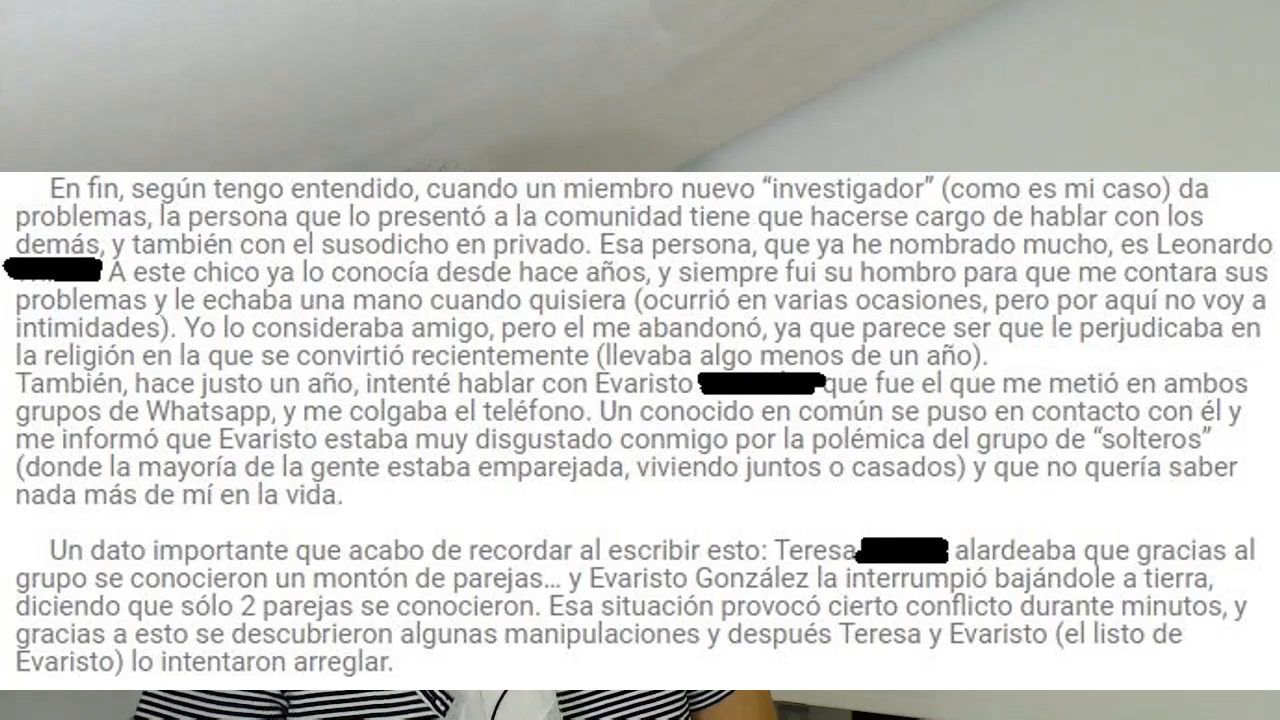 En fin, según tengo entendido, cuando un miembro nuevo “investigador” (como es mi caso) da
problemas, la persona que lo presentó a la comunidad tiene que hacerse cargo de hablar con los
demás, y también con el susodicho en privado. Esa persona, que ya he nombrado mucho, es Leonardo
A este chico ya lo conocía desde hace años, y siempre fui su hombro para que me contara sus
problemas y le echaba una mano cuando quisiera (ocurrió en varias ocasiones, pero por aquí no voy a
intimidades). Yo lo consideraba amigo, pero el me abandonó, ya que parece ser que le perjudicaba en
la religión en la que se convirtió recientemente (llevaba algo menos de un año).
También, hace justo un año, intenté hablar con Evaristo que fue el que me metió en ambos
grupos de Whatsapp, y me colgaba el teléfono. Un conocido en común se puso en contacto con él y
me informó que Evaristo estaba muy disgustado conmigo por la polémica del grupo de “solteros”
(donde la mayoría de la gente estaba emparejada, viviendo juntos o casados) y que no quería saber
nada más de mí en la vida.
Un dato importante que acabo de recordar al escribir esto: Teresa alardeaba que gracias al
grupo se conocieron un montón de parejas... y Evaristo González la interrumpió bajándole a tierra,
diciendo que sólo 2 parejas se conocieron. Esa situación provocó cierto conflicto durante minutos, y
gracias a esto se descubrieron algunas manipulaciones y después Teresa y Evaristo (el listo de
Evaristo) lo intentaron arreglar.